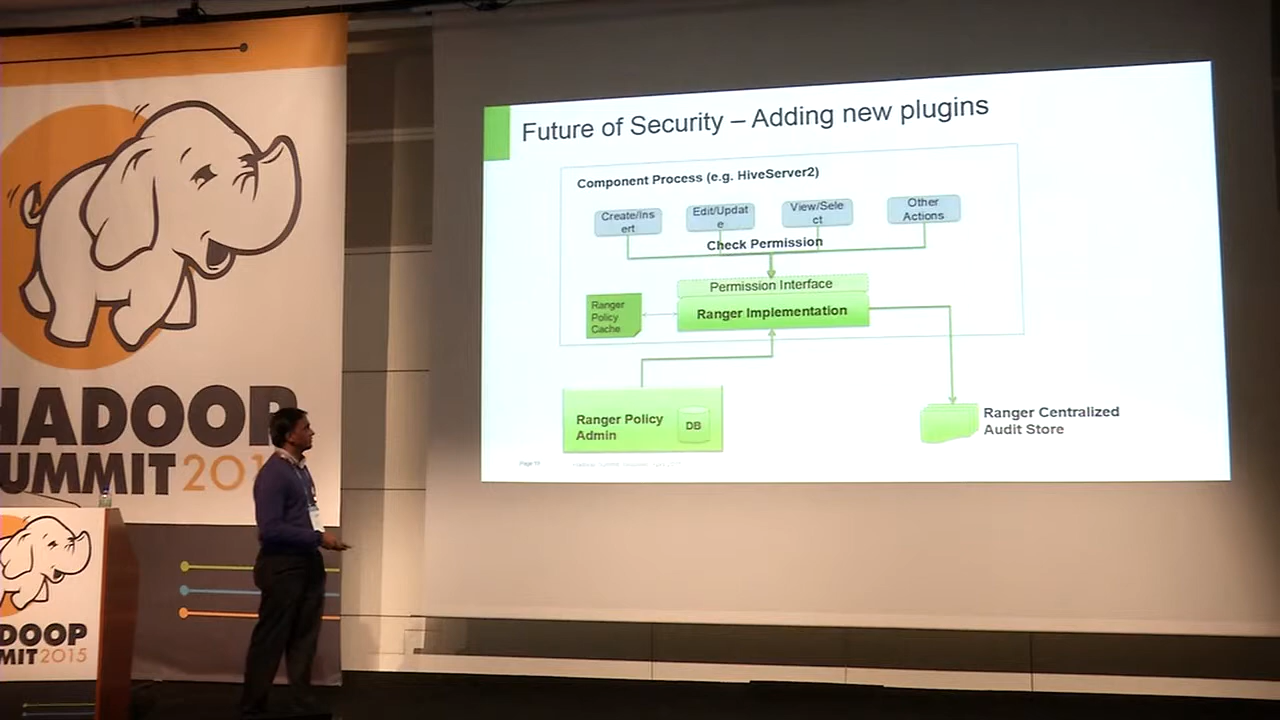 HADOOP
SUMMIT 2015
DOOP
MIT 2015
Future of Security – Adding new plugins
Component Process (e.g. HiveServer2)
Create/Ins
ert
Edit/Updat
e
View/Sele
ct
Other
Actions
Check Permission
Permission Interface
Ranger Implementation
Ranger
Policy
Cache
Ranger Policy
Admin
DB
Ranger Centralized
Audit Store